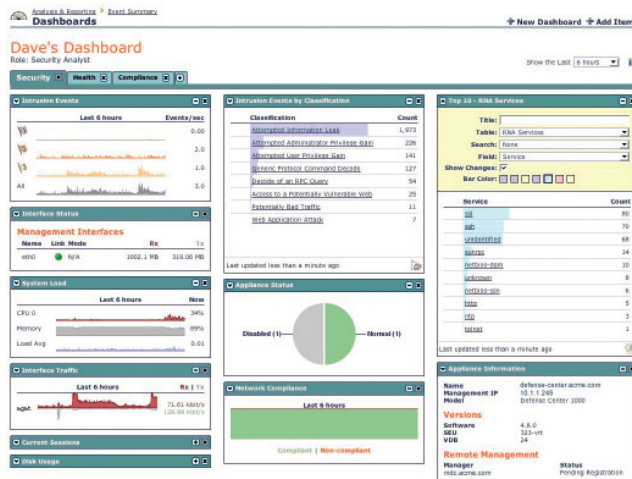 Analysis & Reporting > Event Summary
Dashboards
New Dashboard Add Item
Dave's Dashboard
Role: Security Analyst
Show the Last 6 hours
Security Health Compliance
Intrusion Events
Last 6 hours Events/sec
0.00
2.0
1.0
All 3.0
Interface Status
Management Interfaces
Name Link Mode Rx Tx
eth0 N/A 1002.1 MB 319.06 MB
System Load
Last 6 hours Now
CPU 0 34%
Memory 89%
Load Avg 0.01
Interface Traffic
Last 6 hours Rx | Tx
71.61 kbit/s
kbit/s
Current Sessions
Disk Usage
Intrusion Events by Classification
Classification Count
Attempted Information Leak 1,973
Attempted Administrator Privilege Gain 226
Attempted User Privilege Gain 141
Generic Protocol Command Decode 127
Decode of an RPC Query 54
Access to a Potentially Vulnerable Web 25
Potentially Bad Traffic 11
Web Application Attack 7
Last updated less than a minute ago
Appliance Status
Disabled (1) Normal (1)
Network Compliance
Last 6 hours
Compliant | Non-compliant
Top 10 - RNA Services
Title:
Table: RNA Services
Search: None
Field: Service
Show Changes:
Bar Color:
Service Count
ssl 80
ssh 70
unidentified 68
sunrpc 14
netbios-dgm 10
unknown 8
netbios-ssn 6
http 5
ntp 3
telnet 1
Last updated less than a minute ago
Appliance Information
Name defense-center.acme.com
Management IP 10.1.1.249
Model Defense Center 1000
Versions
Software 4.8.0
SEU 323-vrt
VDB 24
Remote Management
Manager Status
mdc.acme.com Pending Registration